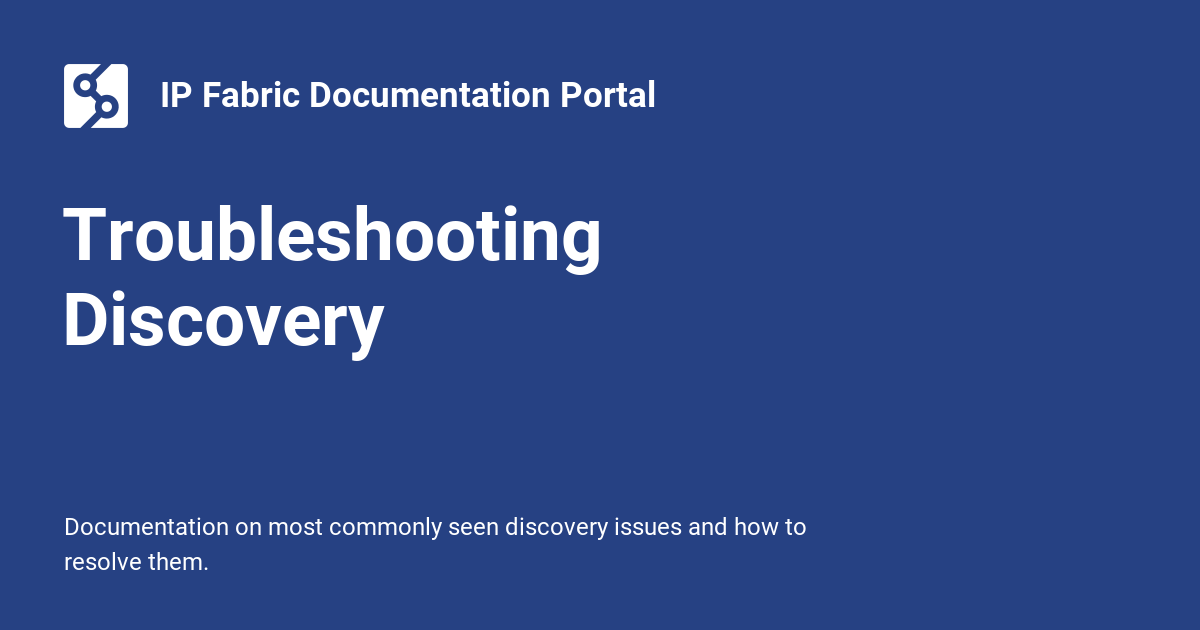 IP Fabric Documentation Portal
Troubleshooting
Discovery
Documentation on most commonly seen discovery issues and how to
resolve them.